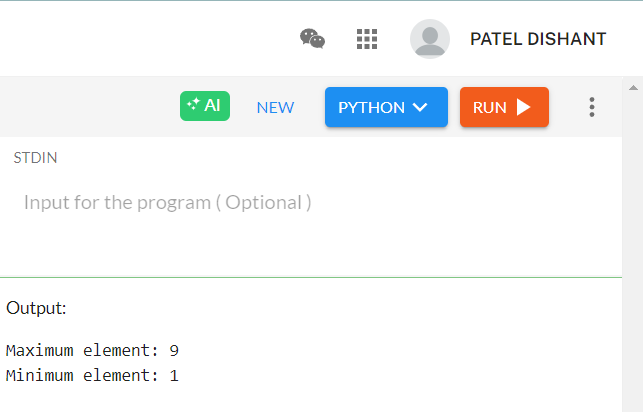 PATEL DISHANT
AI NEW PYTHON RUN
STDIN
Input for the program ( Optional )
Output:
Maximum element: 9
Minimum element: 1